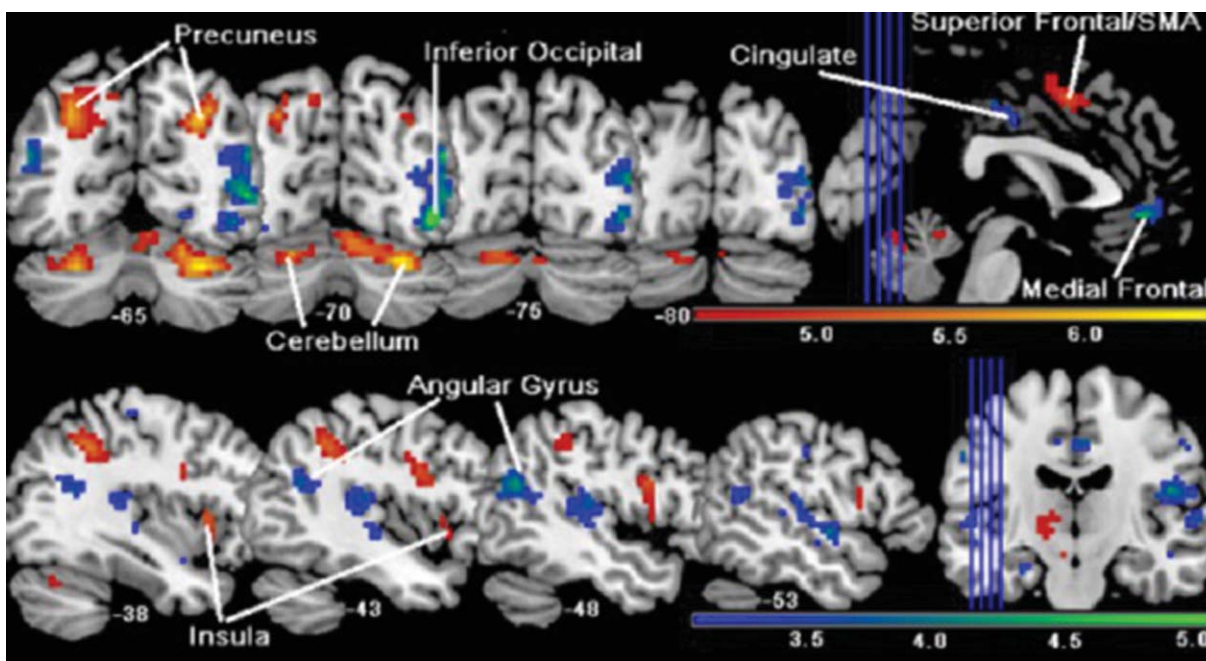 Precuneus
Inferior Occipital
Cingulate
Superior Frontal/SMA
Medial Frontal
-65
-70
-75
-80
5.0
5.5
6.0
Cerebellum
Angular Gyrus
-38
-43
-48
-53
Insula
3.5
4.0
4.5
5.0